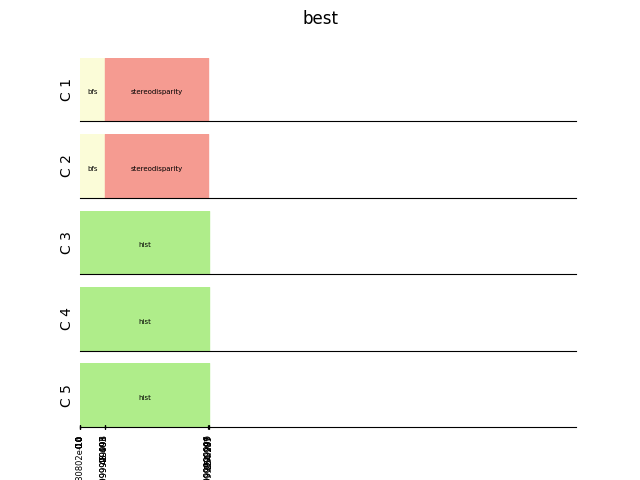 best
C 1
bfs
stereodisparity
C 2
bfs
stereodisparity
C 3
hist
C 4
hist
C 5
hist